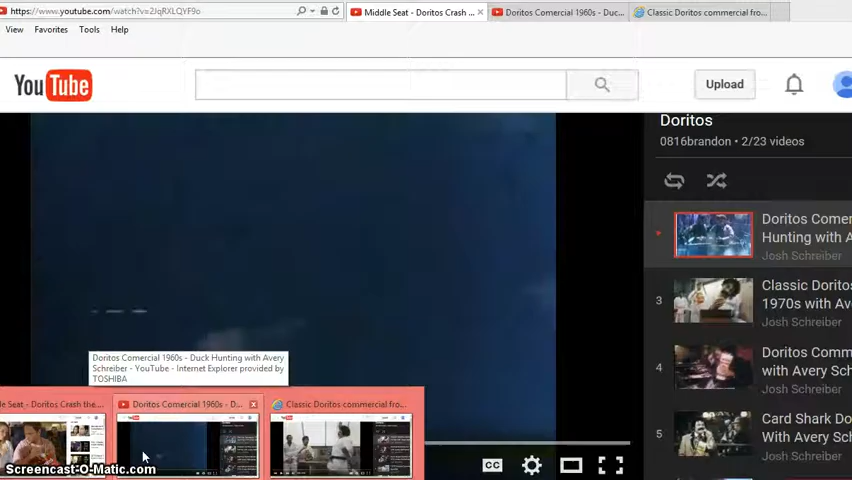 https://www.youtube.com/watch?v=2JqRXLQYF9o
Middle Seat - Doritos Crash ...
Doritos Comercial 1960s - Duc...
Classic Doritos commercial fro...
View Favorites Tools Help
YouTube
Upload
Doritos
0816brandon • 2/23 videos
Doritos Comer
Hunting with A
Josh Schreiber
3
Classic Doritos
1970s with Av
Josh Schreiber
4
Doritos Comm
with Avery Sch
Josh Schreiber
5
Card Shark Do
With Avery Sc
Josh Schreiber
Doritos Comercial 1960s - Duck Hunting with Avery
Schreiber - YouTube - Internet Explorer provided by
TOSHIBA
le Seat - Doritos Crash the...
Doritos Comercial 1960s - D...
Classic Doritos commercial fro...
CC
Screencast-O-Matic.com